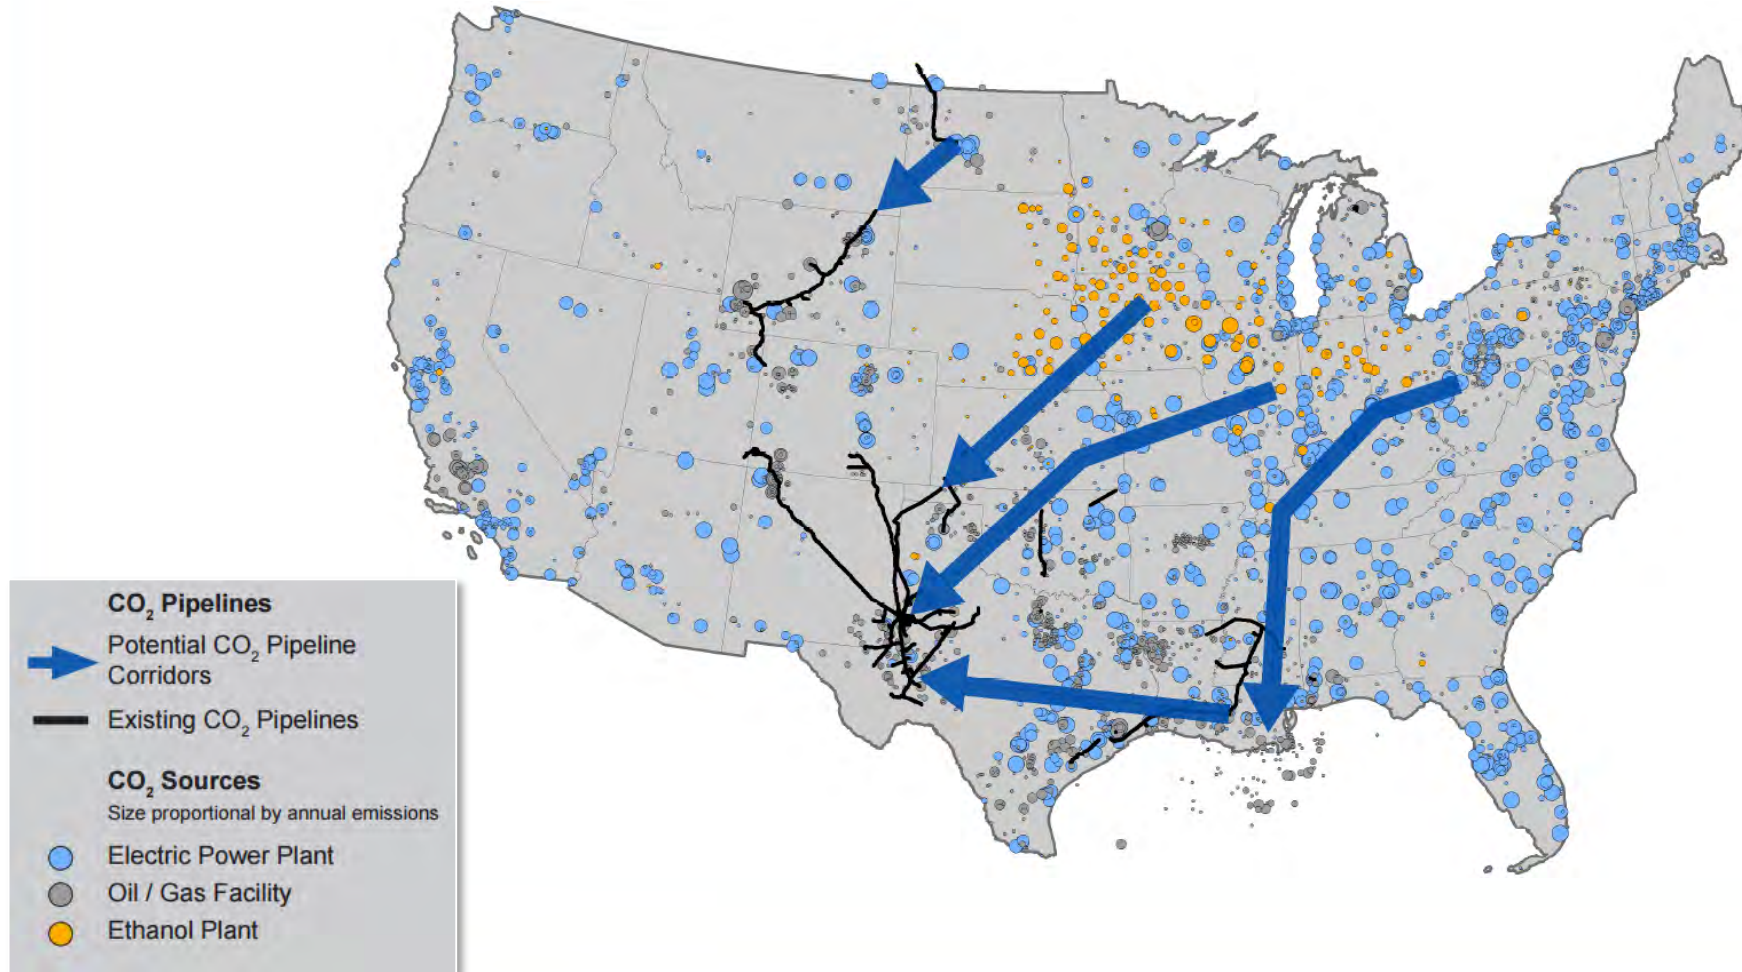 CO₂ Pipelines
Potential CO₂ Pipeline
Corridors
Existing CO₂ Pipelines
CO₂ Sources
Size proportional by annual emissions
Electric Power Plant
Oil / Gas Facility
Ethanol Plant